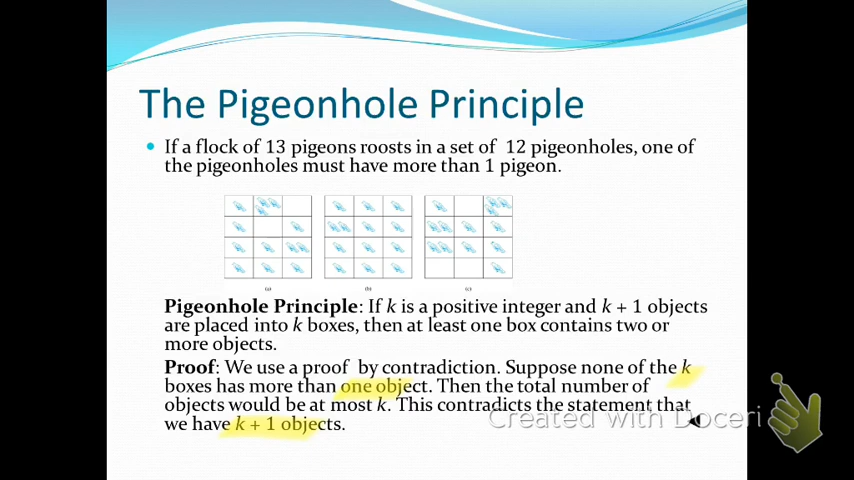 The Pigeonhole Principle
• If a flock of 13 pigeons roosts in a set of 12 pigeonholes, one of
the pigeonholes must have more than 1 pigeon.
(a) (b) (c)
Pigeonhole Principle: If k is a positive integer and k + 1 objects
are placed into k boxes, then at least one box contains two or
more objects.
Proof: We use a proof by contradiction. Suppose none of the k
boxes has more than one object. Then the total number of
objects would be at most k. This contradicts the statement that
we have k + 1 objects.
Created with Doceri